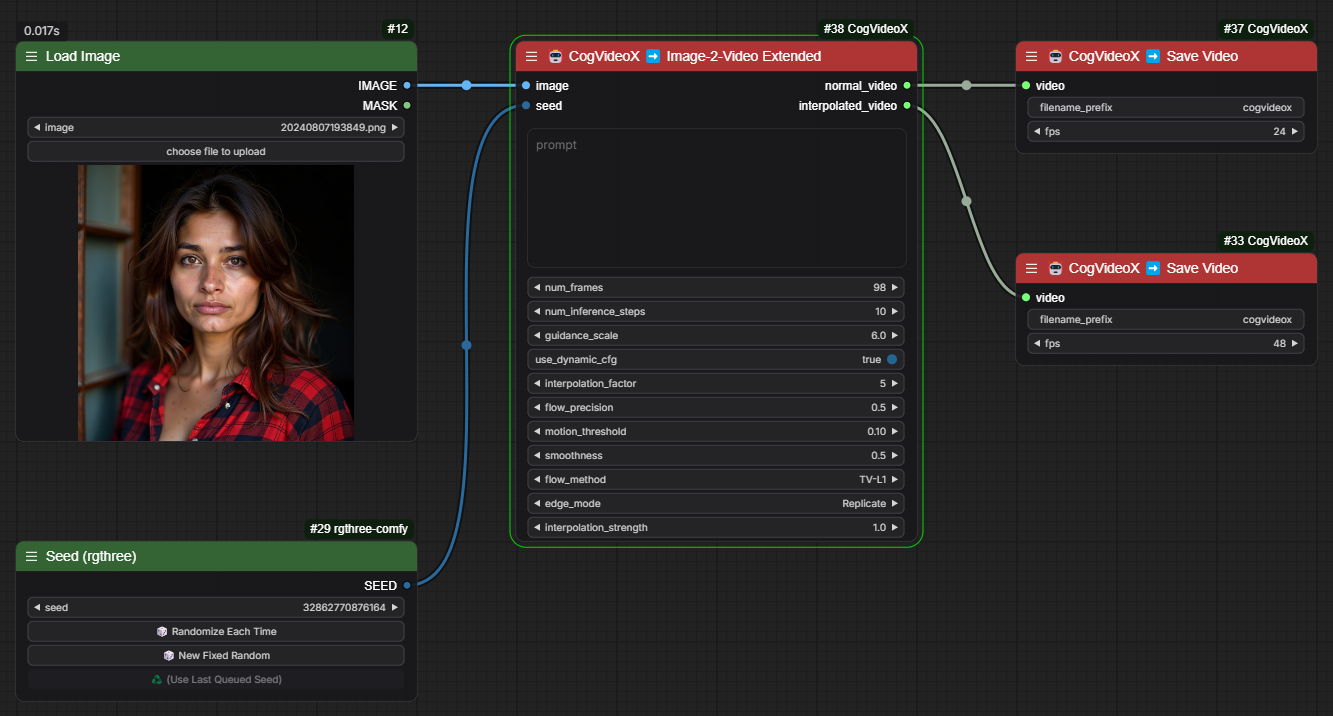 0.017s
#12
Load Image
IMAGE
MASK
image 20240807193849.png
choose file to upload
#29 rgthree-comfy
Seed (rgthree)
SEED
seed 32862770876164
Randomize Each Time
New Fixed Random
(Use Last Queued Seed)
#38 CogVideoX
CogVideoX Image-2-Video Extended
image normal_video
seed interpolated_video
prompt
num_frames 98
num_inference_steps 10
guidance_scale 6.0
use_dynamic_cfg true
interpolation_factor 5
flow_precision 0.5
motion_threshold 0.10
smoothness 0.5
flow_method TV-L1
edge_mode Replicate
interpolation_strength 1.0
#37 CogVideoX
CogVideoX Save Video
video
filename_prefix cogvideox
fps 24
#33 CogVideoX
CogVideoX Save Video
video
filename_prefix cogvideox
fps 48